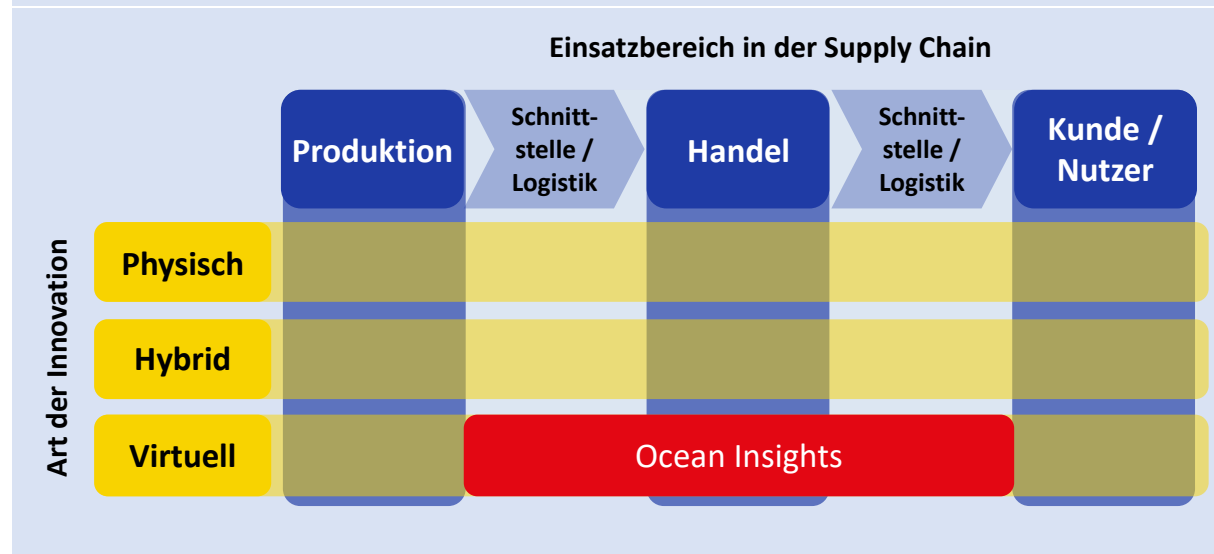 Einsatzbereich in der Supply Chain
Produktion
Schnitt-
stelle /
Logistik
Handel
Schnitt-
stelle /
Logistik
Kunde /
Nutzer
Art der Innovation
Physisch
Hybrid
Virtuell
Ocean Insights